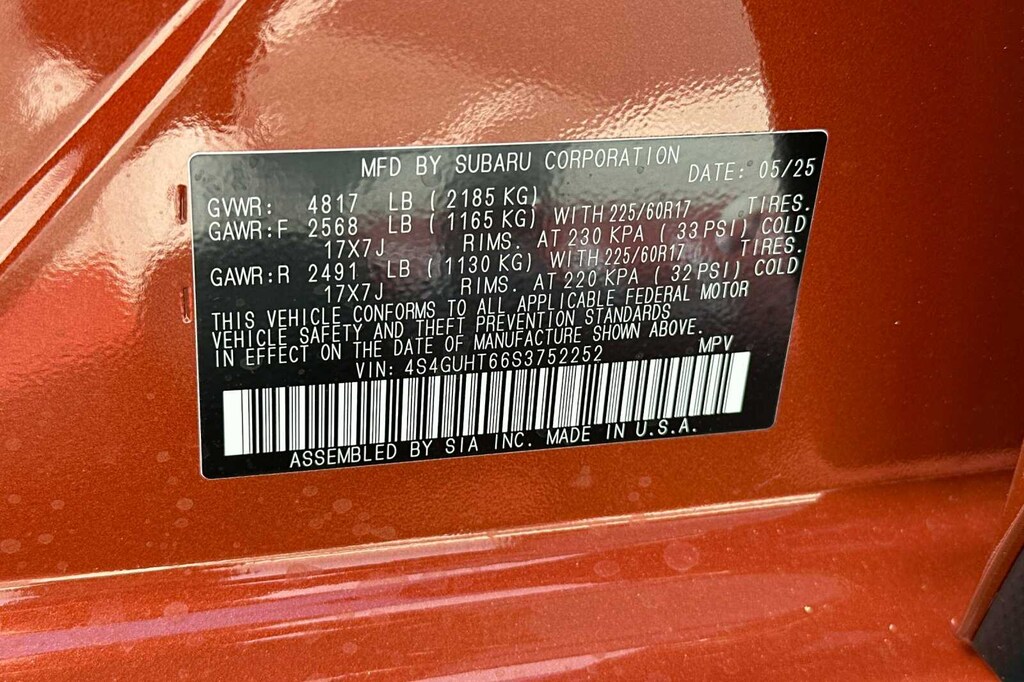 MFD BY SUBARU CORPORATION DATE: 05/25
GVWR: 4817 LB ( 2185 KG)
GAWR:F 2568 LB ( 1165 KG) WITH 225/60R17 TIRES.
17X7J RIMS. AT 230 KPA ( 33 PSI) COLD
GAWR:R 2491 LB ( 1130 KG) WITH 225/60R17 TIRES.
17X7J RIMS. AT 220 KPA ( 32 PSI) COLD
THIS VEHICLE CONFORMS TO ALL APPLICABLE FEDERAL MOTOR
VEHICLE SAFETY AND THEFT PREVENTION STANDARDS
IN EFFECT ON THE DATE OF MANUFACTURE SHOWN ABOVE.
VIN: 4S4GUHT66S3752252 MPV
ASSEMBLED BY SIA INC. MADE IN U.S.A.